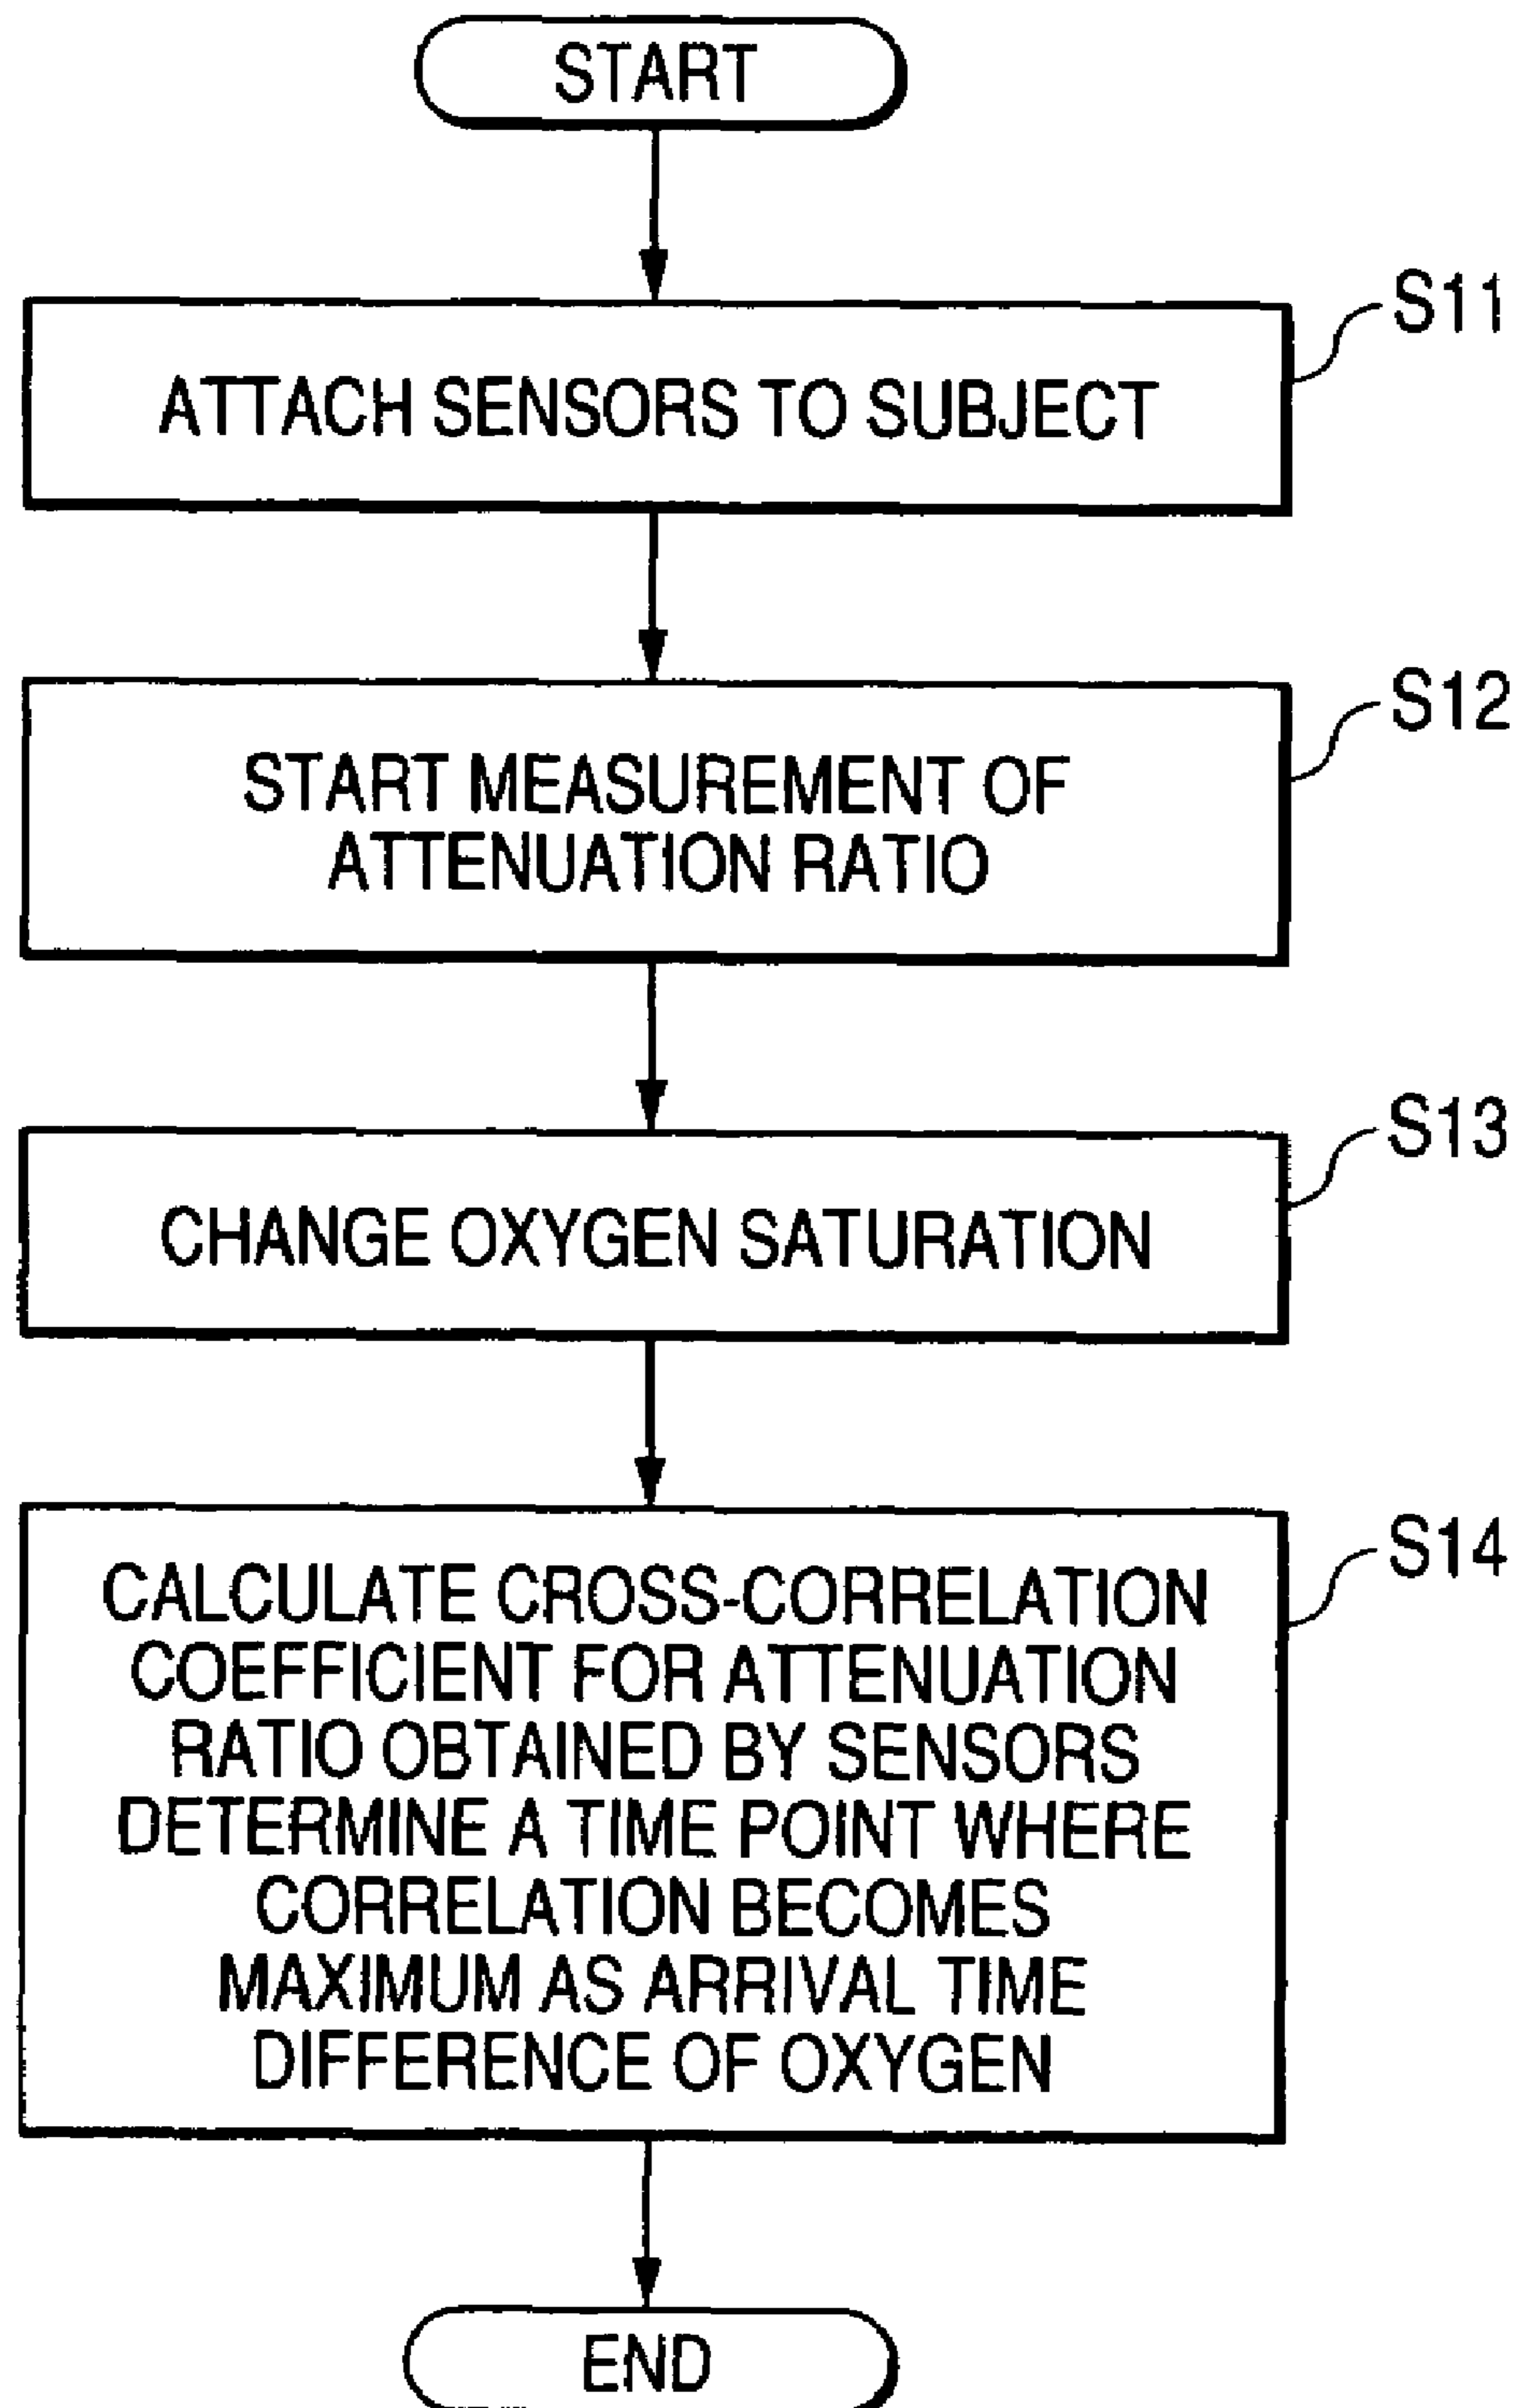 START
S11
ATTACH SENSORS TO SUBJECT
S12
START MEASUREMENT OF
ATTENUATION RATIO
S13
CHANGE OXYGEN SATURATION
S14
CALCULATE CROSS-CORRELATION
COEFFICIENT FOR ATTENUATION
RATIO OBTAINED BY SENSORS
DETERMINE A TIME POINT WHERE
CORRELATION BECOMES
MAXIMUM AS ARRIVAL TIME
DIFFERENCE OF OXYGEN
END